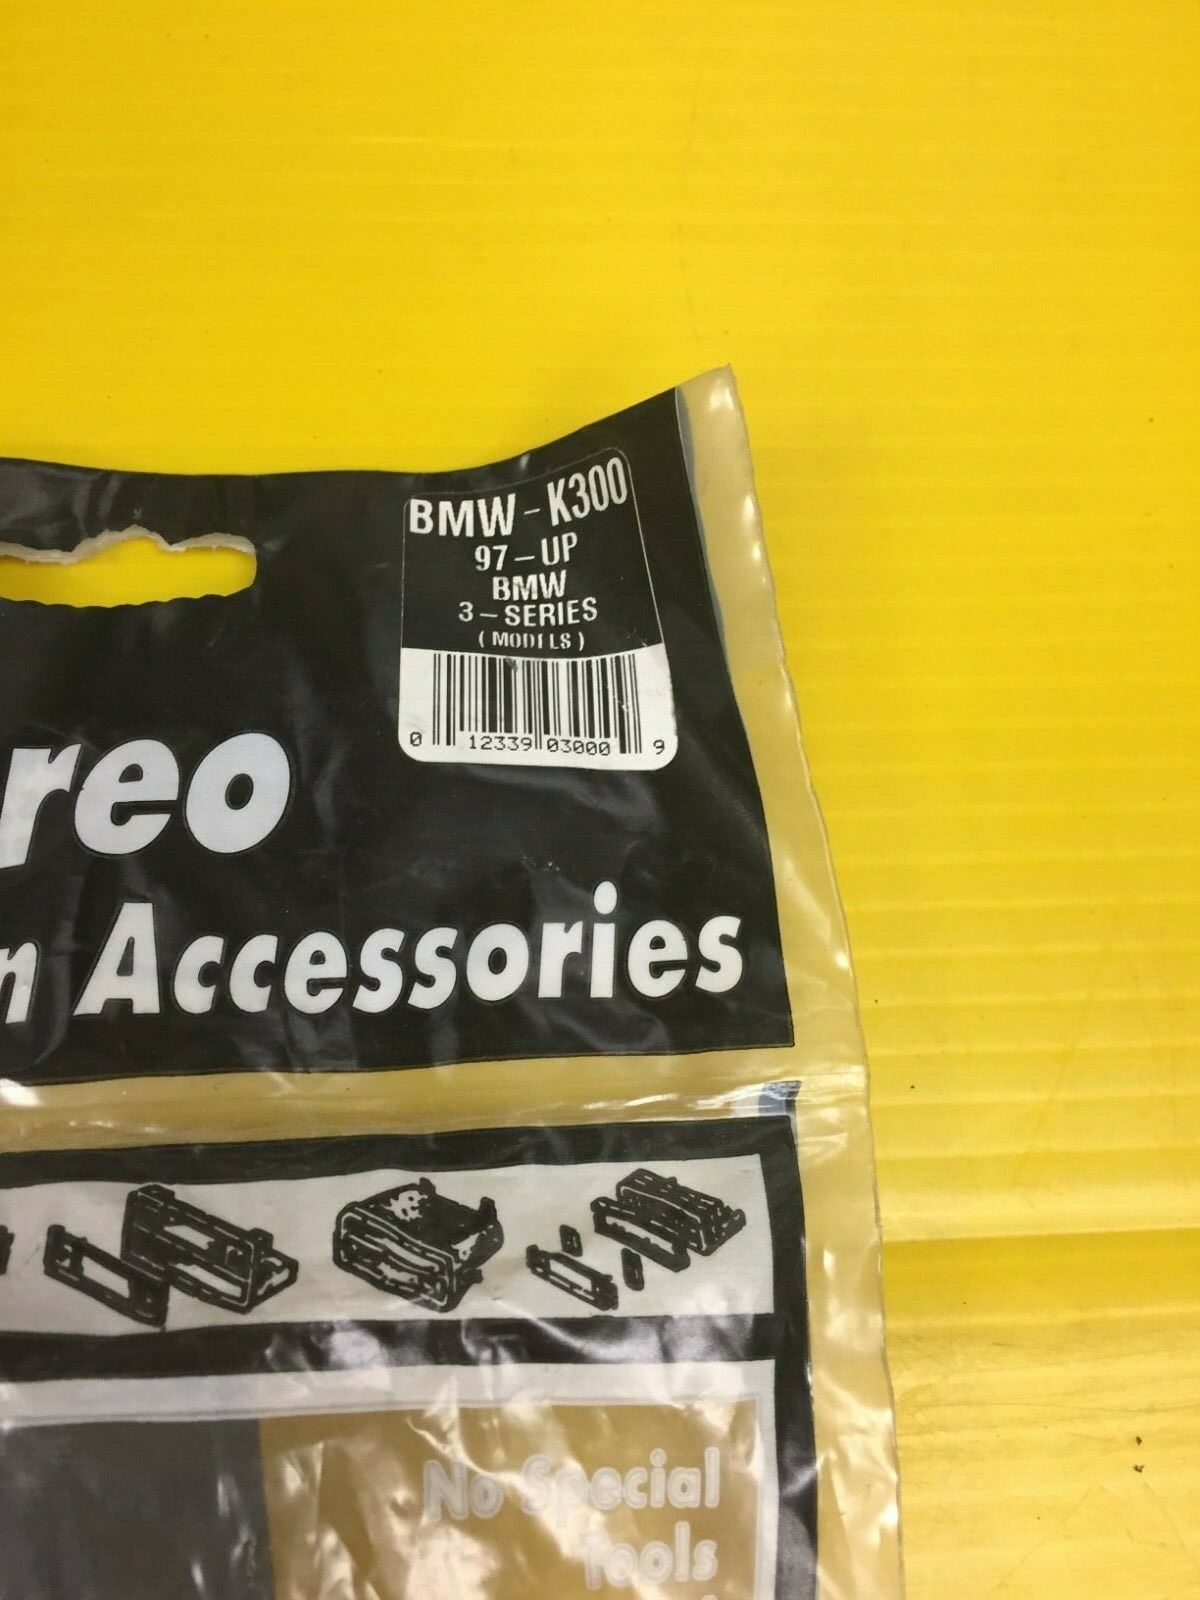 BMW - K300
97 - UP
BMW
3 - SERIES
( MODELS )
0 12339 03000 9
reo
n Accessories
No Special
Tools